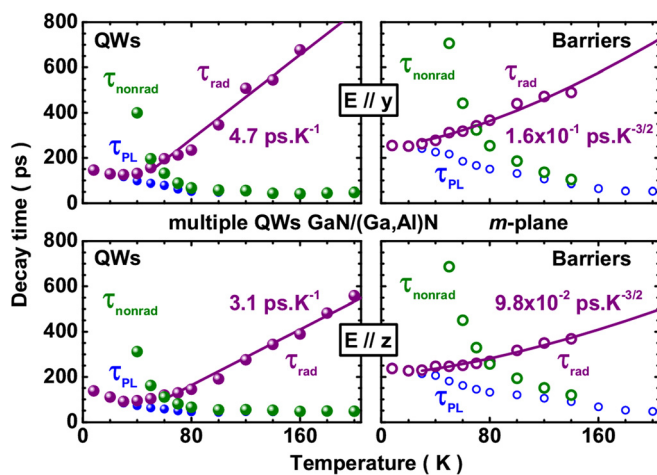 800
600
400
200
0
QWs
τnonrad
τrad
τPL
4.7 ps.K-1
Barriers
τnonrad
τrad
τPL
1.6x10-1 ps.K-3/2
E // y
Decay time ( ps )
multiple QWs GaN/(Ga,Al)N m-plane
800
600
400
200
0
QWs
τnonrad
3.1 ps.K-1
τPL
τrad
Barriers
τnonrad
9.8x10-2 ps.K-3/2
τrad
τPL
E // z
0 80 160 0 80 160
Temperature ( K )